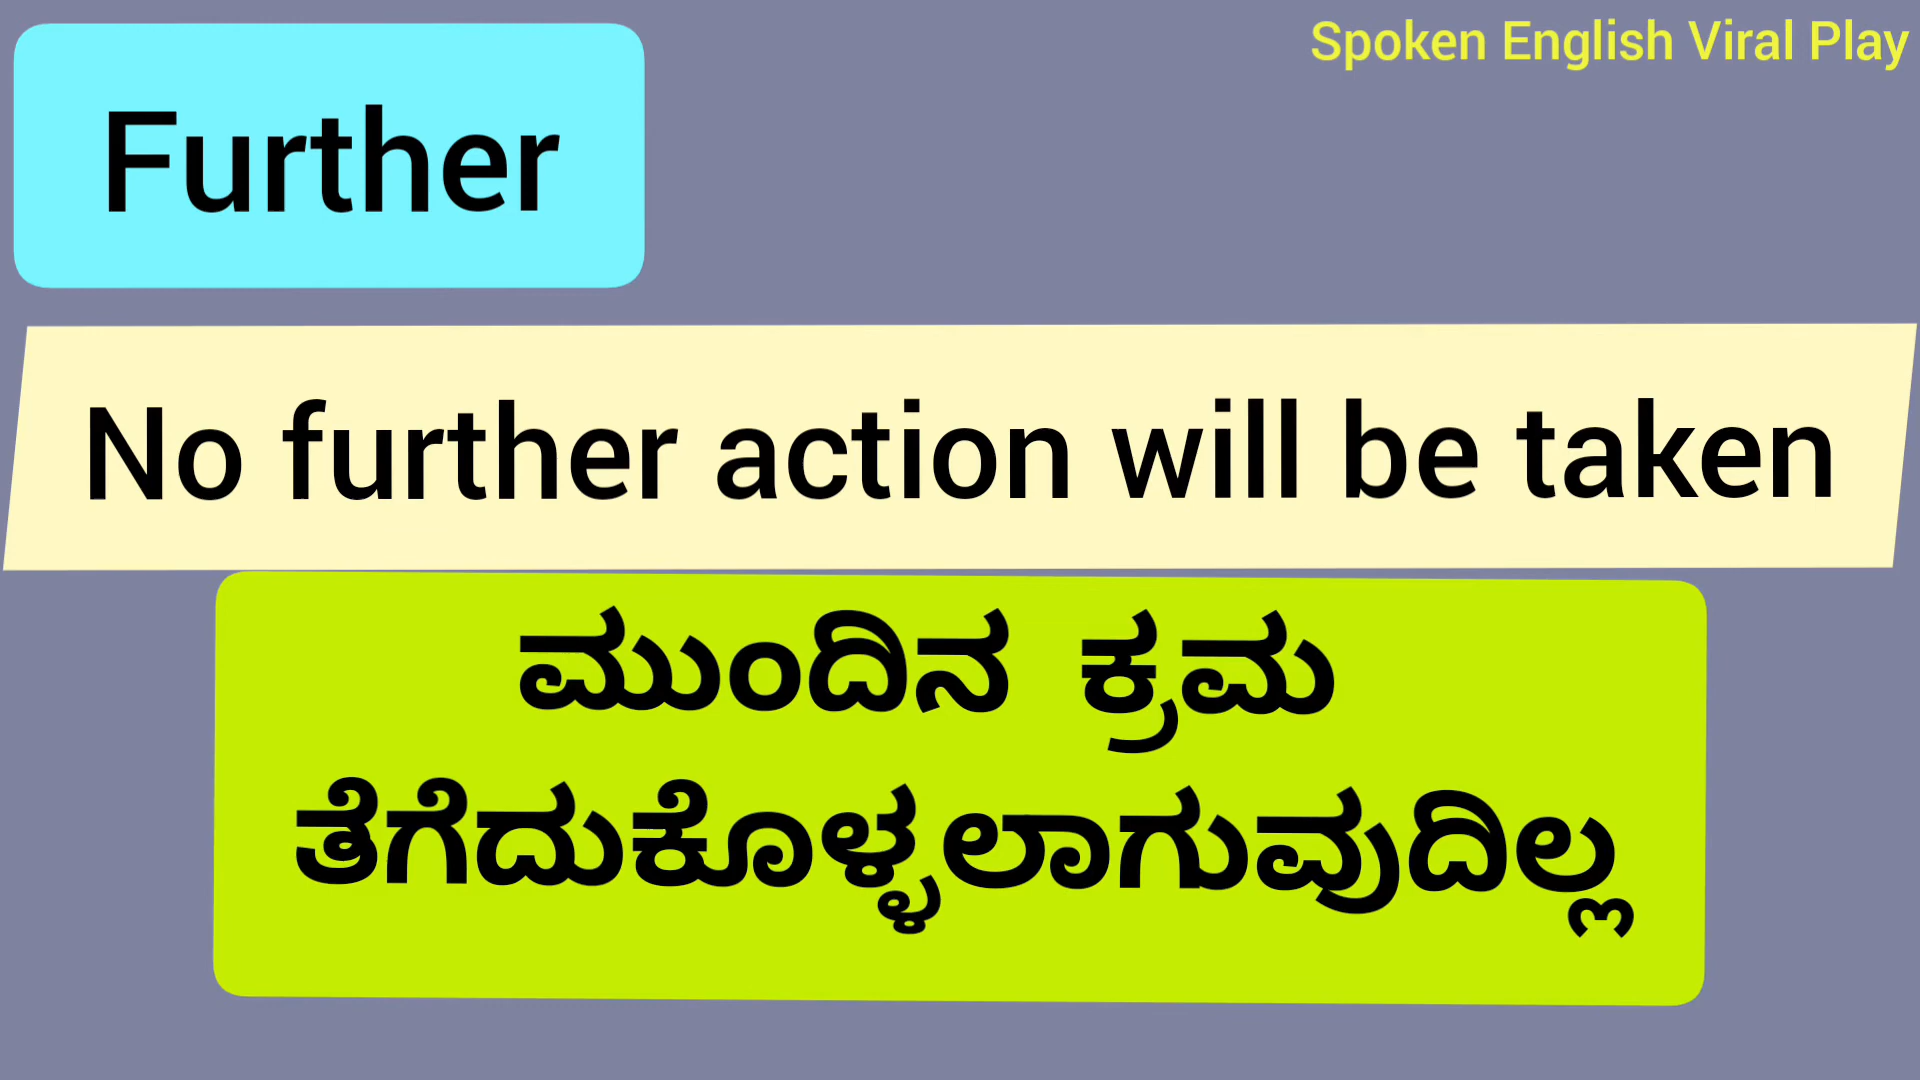 Spoken English Viral Play
Further
No further action will be taken
ಮುಂದಿನ ಕ್ರಮ
ತೆಗೆದುಕೊಳ್ಳಲಾಗುವುದಿಲ್ಲ